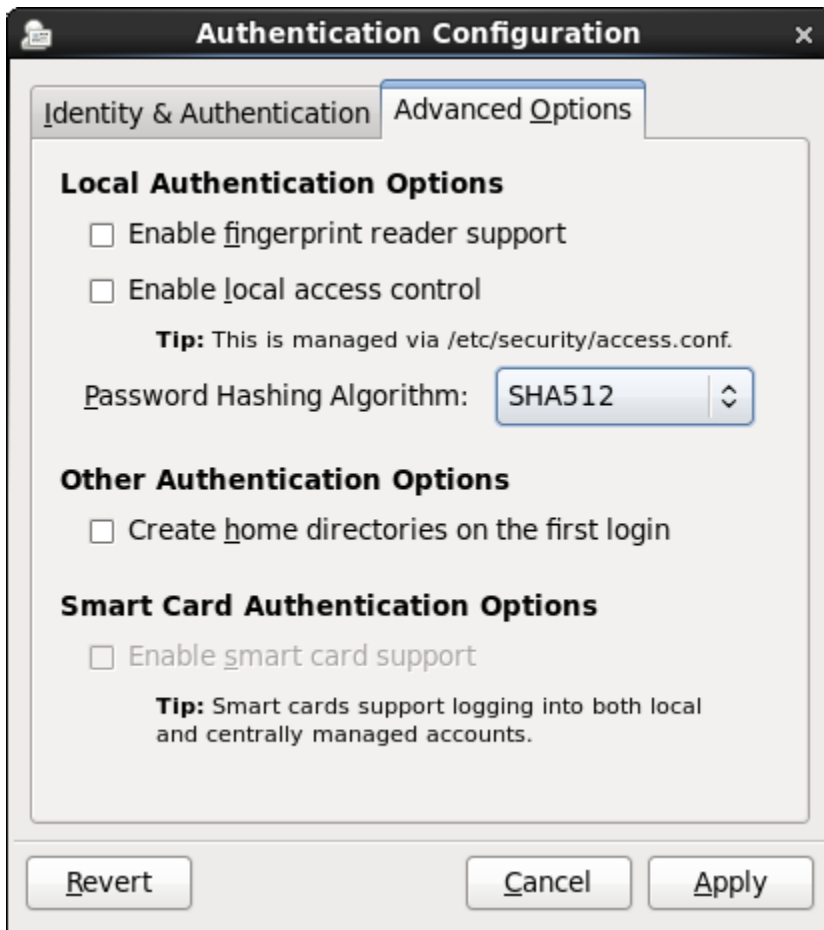 Authentication Configuration
Identity & Authentication
Advanced Options
Local Authentication Options
Enable fingerprint reader support
Enable local access control
Tip: This is managed via /etc/security/access.conf.
Password Hashing Algorithm:
SHA512
Other Authentication Options
Create home directories on the first login
Smart Card Authentication Options
Enable smart card support
Tip: Smart cards support logging into both local
and centrally managed accounts.
Revert
Cancel
Apply